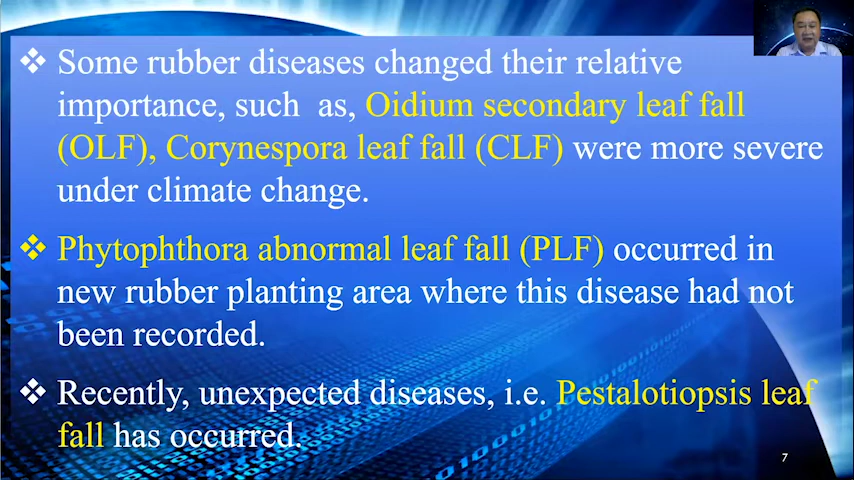 ❖ Some rubber diseases changed their relative
importance, such as, Oidium secondary leaf fall
(OLF), Corynespora leaf fall (CLF) were more severe
under climate change.
❖ Phytophthora abnormal leaf fall (PLF) occurred in
new rubber planting area where this disease had not
been recorded.
❖ Recently, unexpected diseases, i.e. Pestalotiopsis leaf
fall has occurred.
7